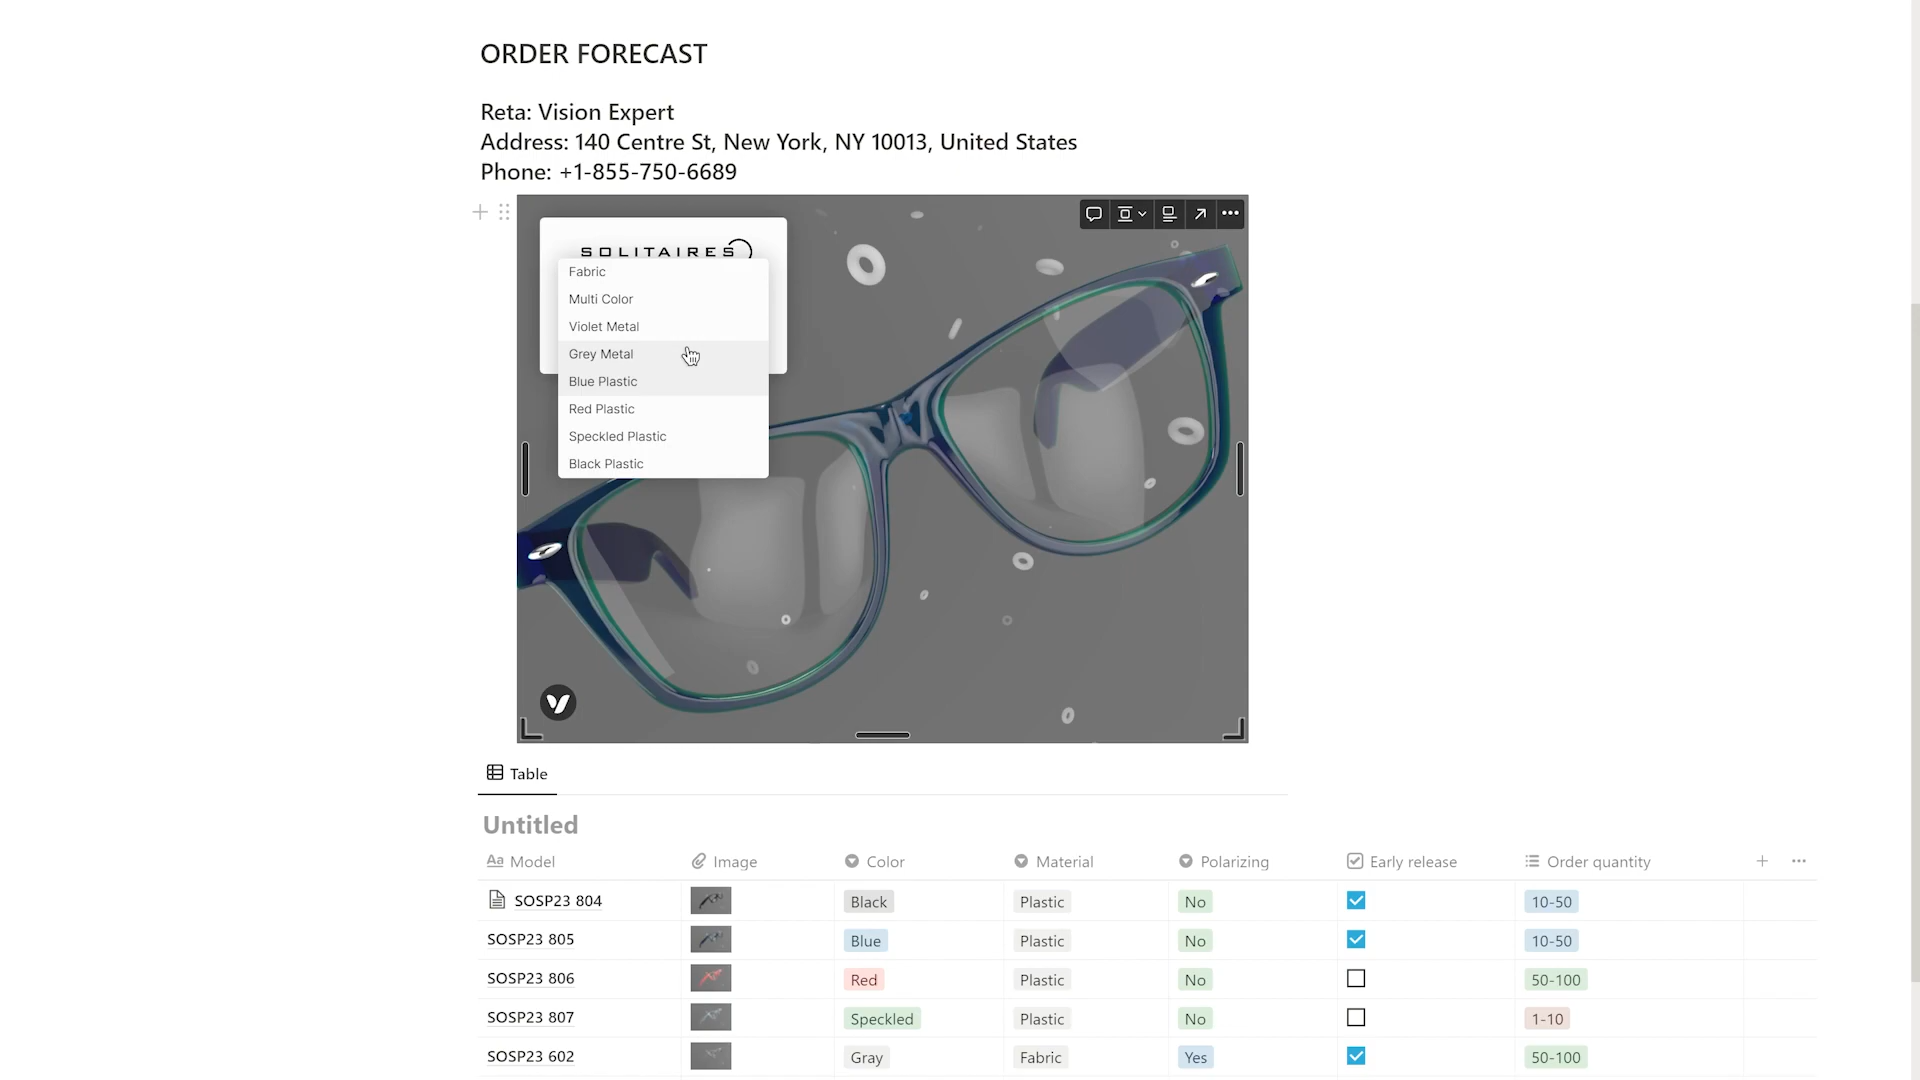 ORDER FORECAST
Reta: Vision Expert
Address: 140 Centre St, New York, NY 10013, United States
Phone: +1-855-750-6689
SOLITAIRES
Fabric
Multi Color
Violet Metal
Grey Metal
Blue Plastic
Red Plastic
Speckled Plastic
Black Plastic
Table
Untitled
Aa Model Image Color Material Polarizing Early release Order quantity
SOSP23 804 Black Plastic No 10-50
SOSP23 805 Blue Plastic No 10-50
SOSP23 806 Red Plastic No 50-100
SOSP23 807 Speckled Plastic No 1-10
SOSP23 602 Gray Fabric Yes 50-100